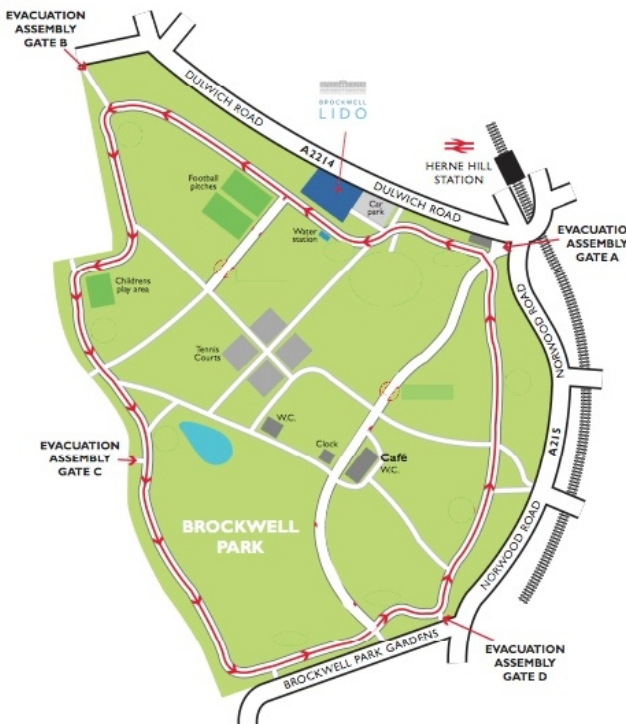 EVACUATION
ASSEMBLY
GATE B
DULWICH ROAD
BROCKWELL
LIDO
A2214
HERNE HILL
STATION
DULWICH ROAD
Football
pitches
Car
park
Water
station
EVACUATION
ASSEMBLY
GATE A
Childrens
play area
NORWOOD ROAD
Tennis
Courts
A215
W.C.
Clock
Café
W.C.
EVACUATION
ASSEMBLY
GATE C
BROCKWELL
PARK
NORWOOD ROAD
BROCKWELL PARK GARDENS
EVACUATION
ASSEMBLY
GATE D